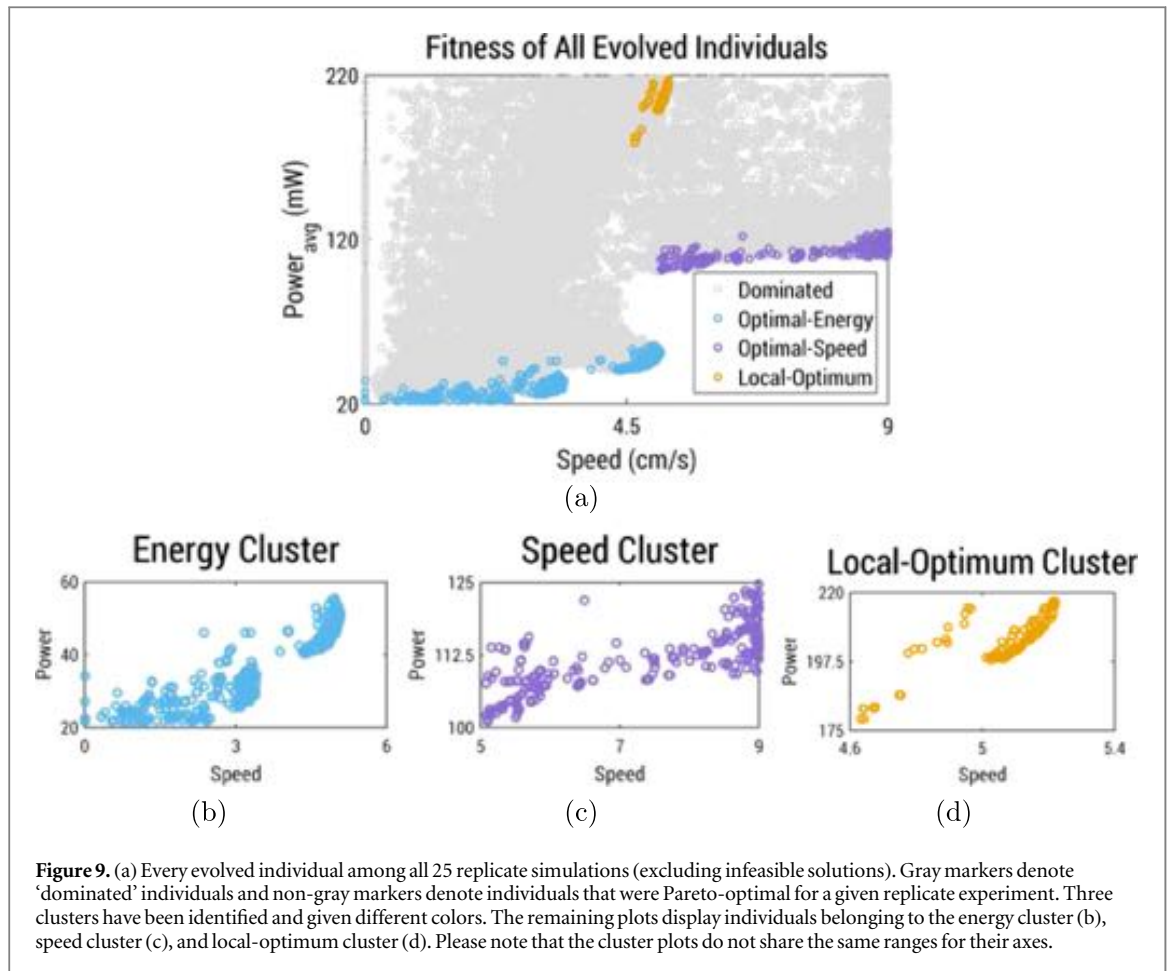 Fitness of All Evolved Individuals
220
120
20
Power_avg (mW)
0 4.5 9
Speed (cm/s)
Dominated
Optimal-Energy
Optimal-Speed
Local-Optimum
(a)
Energy Cluster
60
40
20
Power
0 3 6
Speed
(b)
Speed Cluster
125
112.5
100
Power
5 7 9
Speed
(c)
Local-Optimum Cluster
220
197.5
175
Power
4.6 5 5.4
Speed
(d)
Figure 9. (a) Every evolved individual among all 25 replicate simulations (excluding infeasible solutions). Gray markers denote
‘dominated’ individuals and non-gray markers denote individuals that were Pareto-optimal for a given replicate experiment. Three
clusters have been identified and given different colors. The remaining plots display individuals belonging to the energy cluster (b),
speed cluster (c), and local-optimum cluster (d). Please note that the cluster plots do not share the same ranges for their axes.